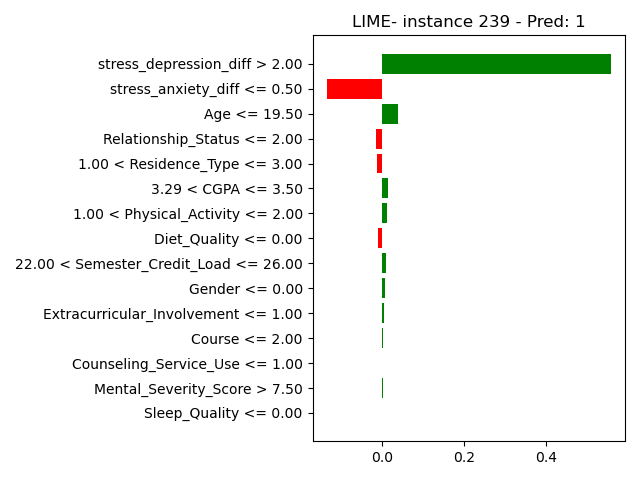 LIME- instance 239 - Pred: 1
stress_depression_diff > 2.00
stress_anxiety_diff <= 0.50
Age <= 19.50
Relationship_Status <= 2.00
1.00 < Residence_Type <= 3.00
3.29 < CGPA <= 3.50
1.00 < Physical_Activity <= 2.00
Diet_Quality <= 0.00
22.00 < Semester_Credit_Load <= 26.00
Gender <= 0.00
Extracurricular_Involvement <= 1.00
Course <= 2.00
Counseling_Service_Use <= 1.00
Mental_Severity_Score > 7.50
Sleep_Quality <= 0.00
0.0 0.2 0.4